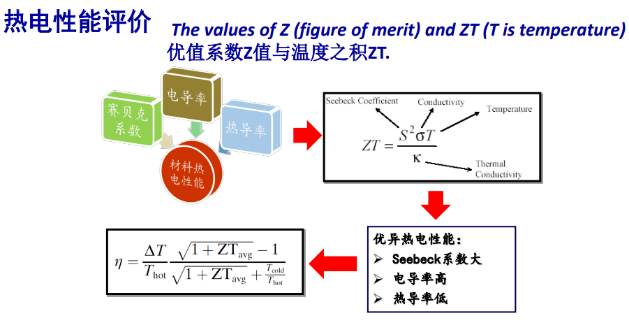 热电性能评价
The values of Z (figure of merit) and ZT (T is temperature)
优值系数Z值与温度之积ZT.
赛贝克
系数
电导率
热导率
材料热
电性能
Seebeck Coefficient
Conductivity
Temperature
ZT = S²σT / κ
Thermal
Conductivity
优异热电性能：
➢ Seebeck系数大
➢ 电导率高
➢ 热导率低
η = ΔT/T_hot · (√(1 + ZT_avg) − 1) / (√(1 + ZT_avg) + T_cold/T_hot)